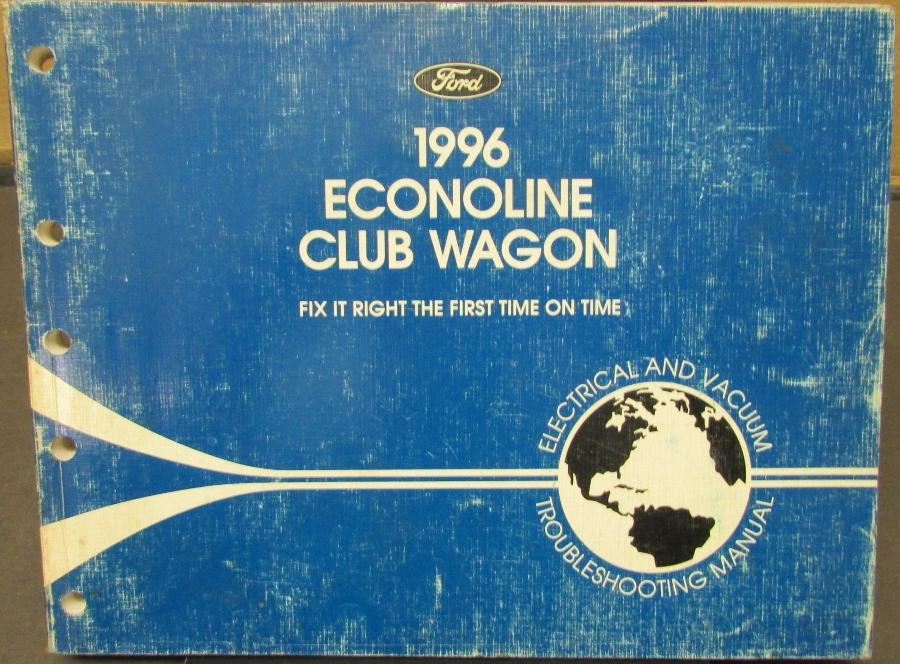 Ford
1996
ECONOLINE
CLUB WAGON
FIX IT RIGHT THE FIRST TIME ON TIME
ELECTRICAL AND VACUUM
TROUBLESHOOTING MANUAL